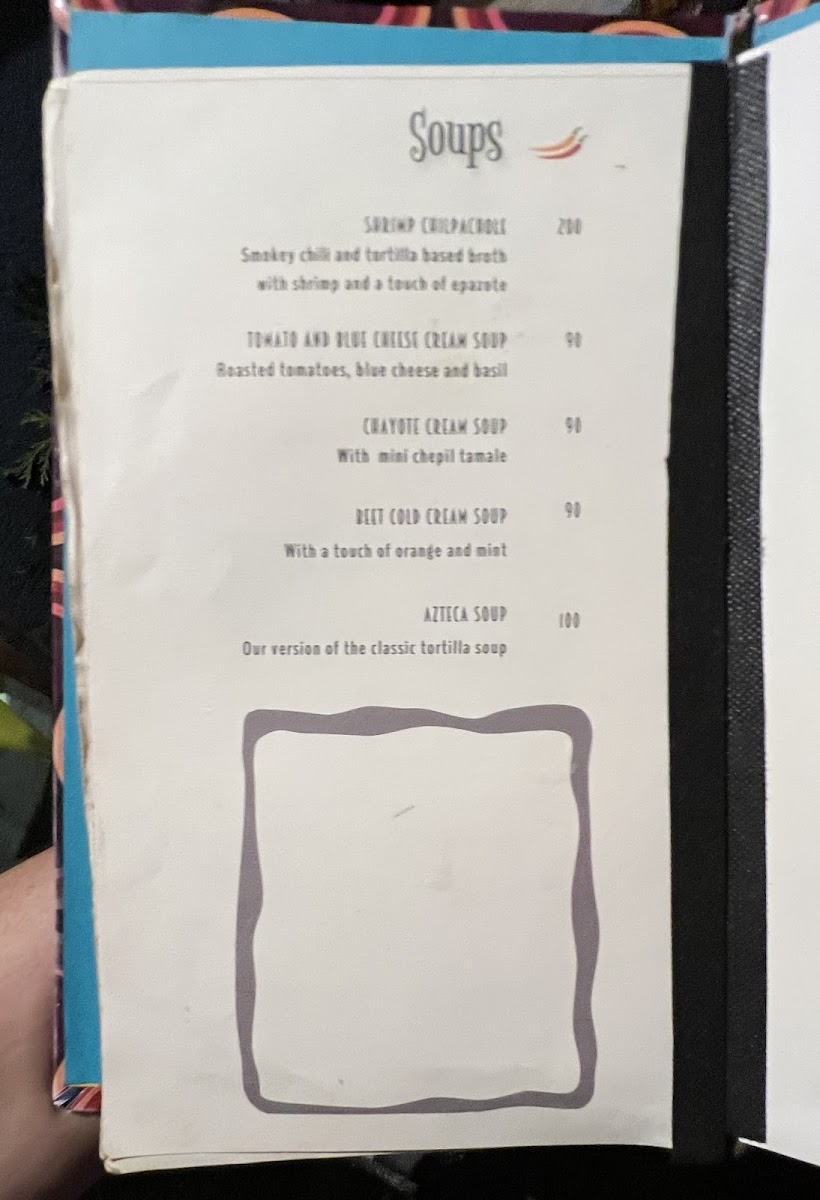 Soups
SHRIMP CHILPACHOLE 200
Smokey chili and tortilla based broth
with shrimp and a touch of epazote
TOMATO AND BLUE CHEESE CREAM SOUP 90
Roasted tomatoes, blue cheese and basil
CHAYOTE CREAM SOUP 90
With mini chepil tamale
BEET COLD CREAM SOUP 90
With a touch of orange and mint
AZTECA SOUP 100
Our version of the classic tortilla soup